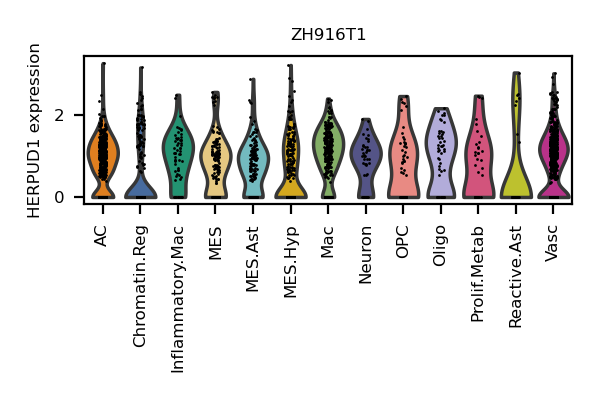 ZH916T1
HERPUD1 expression
2
0
AC
Chromatin.Reg
Inflammatory.Mac
MES
MES.Ast
MES.Hyp
Mac
Neuron
OPC
Oligo
Prolif.Metab
Reactive.Ast
Vasc